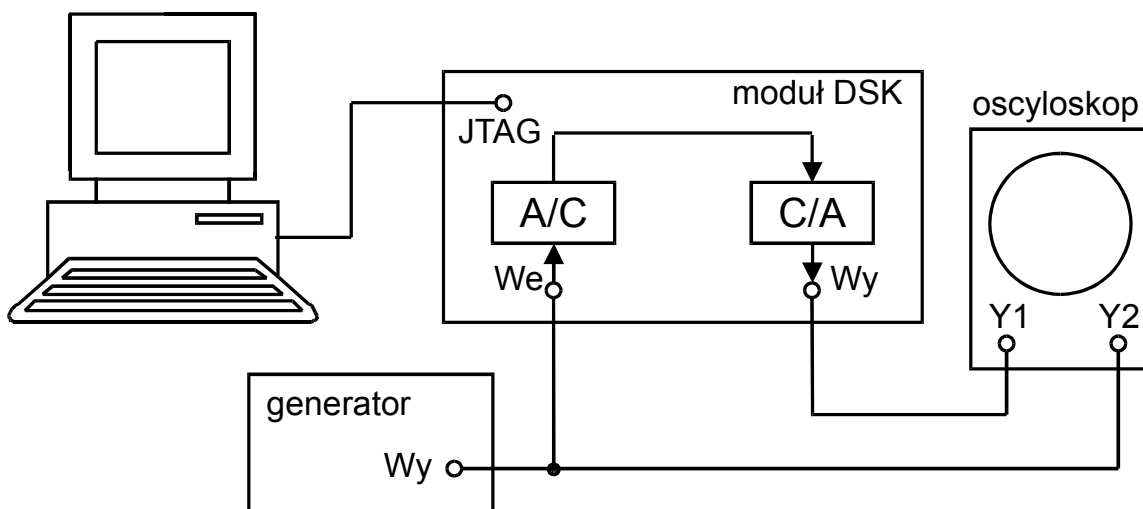 moduł DSK
oscyloskop
JTAG
A/C
C/A
We
Wy
Y1
Y2
generator
Wy